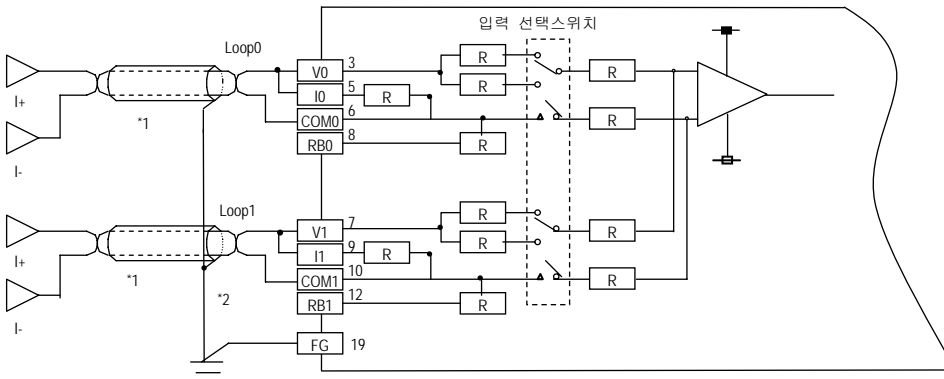 입력 선택스위치
Loop0
I+
I-
*1
V0 3
I0 5 R
COM0 6
RB0 8
R
R
R
R
R
Loop1
I+
I-
*1
*2
V1 7
I1 9 R
COM1 10
RB1 12
R
R
R
R
R
FG 19